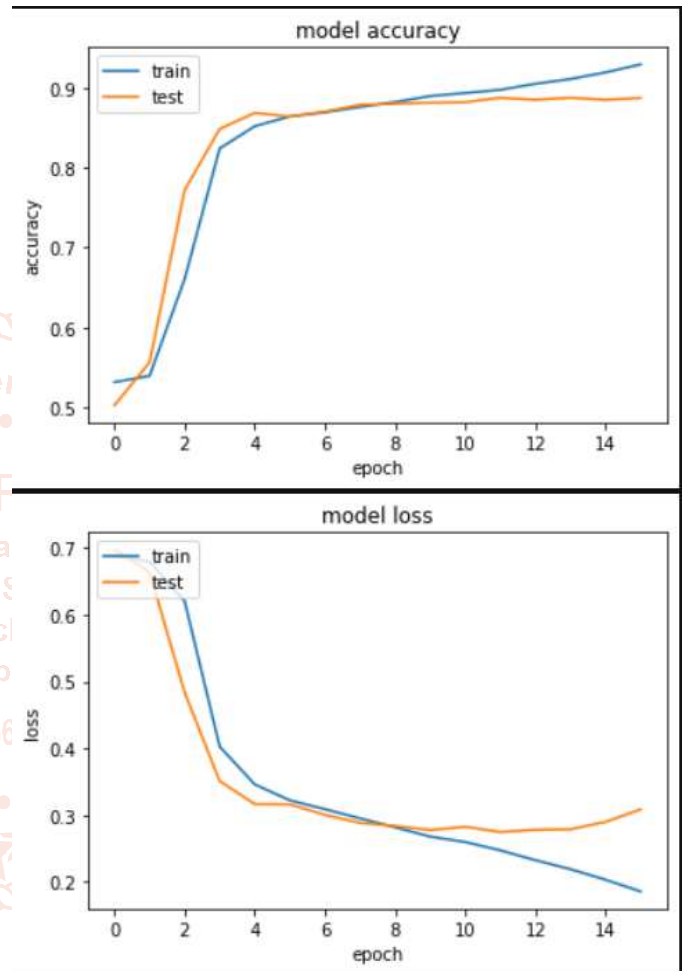 model accuracy
train
test
0.9
0.8
0.7
0.6
0.5
accuracy
0 2 4 6 8 10 12 14
epoch
model loss
train
test
0.7
0.6
0.5
0.4
0.3
0.2
loss
0 2 4 6 8 10 12 14
epoch